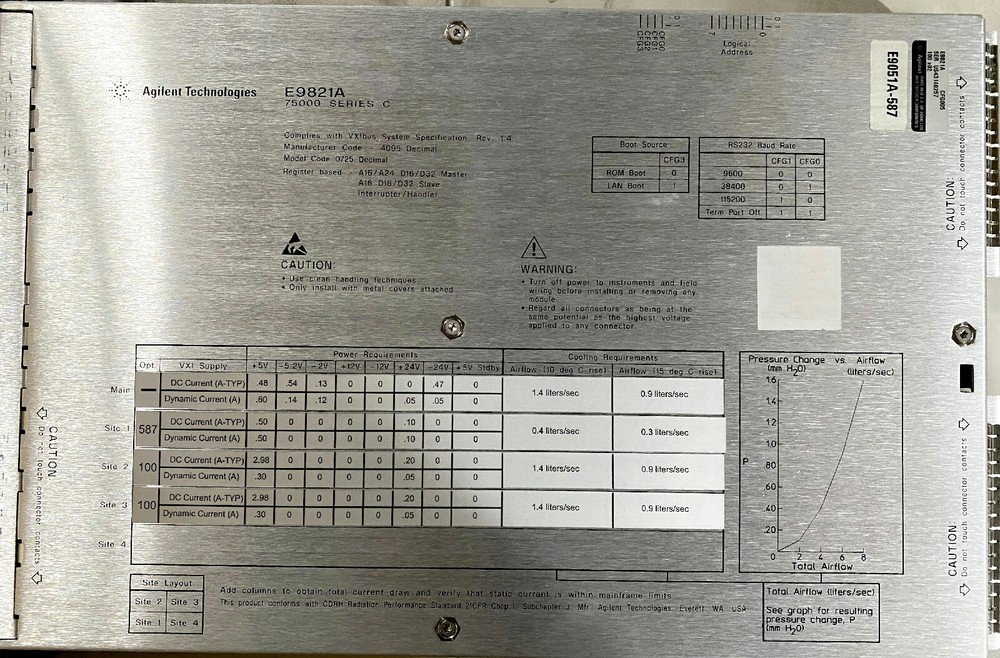 CFG0
CFG1
CFG2
CFG3
0
1
7
0
0
1
Logical
Address
E9051A-587
E9821A
CFG805
Agilent Technologies
E9821A
75000 SERIES C
Complies with VXIbus System Specification, Rev. 1.4
Manufacturer Code - 4095 Decimal
Model Code 0725 Decimal
Register based - A16/A24 D16/D32 Master
A16 D16/D32 Slave
Interrupter/Handler
Boot Source
CFG3
ROM Boot 0
LAN Boot 1
RS232 Baud Rate
CFG1 CFG0
9600 0 0
38400 0 1
115200 1 0
Term Port Off 1 1
CAUTION:
• Use clean handling techniques
• Only install with metal covers attached
WARNING:
• Turn off power to instruments and field
wiring before installing or removing any
module.
• Regard all connectors as being at the
same potential as the highest voltage
applied to any connector.
Power Requirements Cooling Requirements
Opt VXI Supply +5V -5.2V -2V +12V -12V +24V -24V +5V Stdby Airflow (10 deg C rise) Airflow (15 deg C rise)
Main — DC Current (A-TYP) .48 .54 .13 0 0 0 .47 0 1.4 liters/sec 0.9 liters/sec
Dynamic Current (A) .60 .14 .12 0 0 .05 .05 0
Site 1 587 DC Current (A-TYP) .50 0 0 0 0 .10 0 0 0.4 liters/sec 0.3 liters/sec
Dynamic Current (A) .50 0 0 0 0 .10 0 0
Site 2 100 DC Current (A-TYP) 2.98 0 0 0 0 .20 0 0 1.4 liters/sec 0.9 liters/sec
Dynamic Current (A) .30 0 0 0 0 .05 0 0
Site 3 100 DC Current (A-TYP) 2.98 0 0 0 0 .20 0 0 1.4 liters/sec 0.9 liters/sec
Dynamic Current (A) .30 0 0 0 0 .05 0 0
Site 4
Pressure Change vs. Airflow
(mm H2O) (liters/sec)
1.6
1.4
1.2
1.0
P .80
.60
.40
.20
0 2 4 6 8
Total Airflow
Site Layout
Site 2 Site 3
Site 1 Site 4
Add columns to obtain total current draw and verify that static current is within mainframe limits
This product conforms with CDRH Radiation Performance Standard 21CFR Chap I, Subchapter J. Mfr. Agilent Technologies Everett, WA USA
Total Airflow (liters/sec)
See graph for resulting
pressure change, P
(mm H2O)
CAUTION:
Do not touch connector contacts
CAUTION:
Do not touch connector contacts
CAUTION:
Do not touch connector contacts